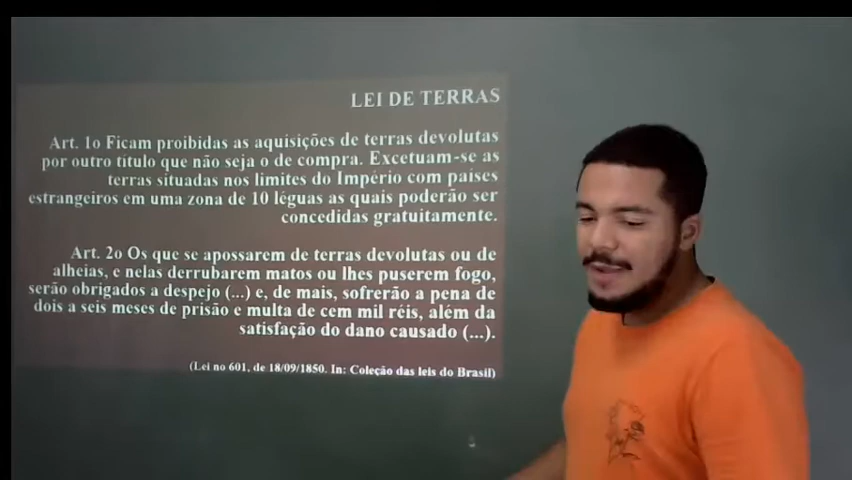 LEI DE TERRAS
Art. 1o Ficam proibidas as aquisições de terras devolutas
por outro título que não seja o de compra. Excetuam-se as
terras situadas nos limites do Império com países
estrangeiros em uma zona de 10 léguas as quais poderão ser
concedidas gratuitamente.
Art. 2o Os que se apossarem de terras devolutas ou de
alheias, e nelas derrubarem matos ou lhes puserem fogo,
serão obrigados a despejo (...) e, de mais, sofrerão a pena de
dois a seis meses de prisão e multa de cem mil réis, além da
satisfação do dano causado (...).
(Lei no 601, de 18/09/1850. In: Coleção das leis do Brasil)